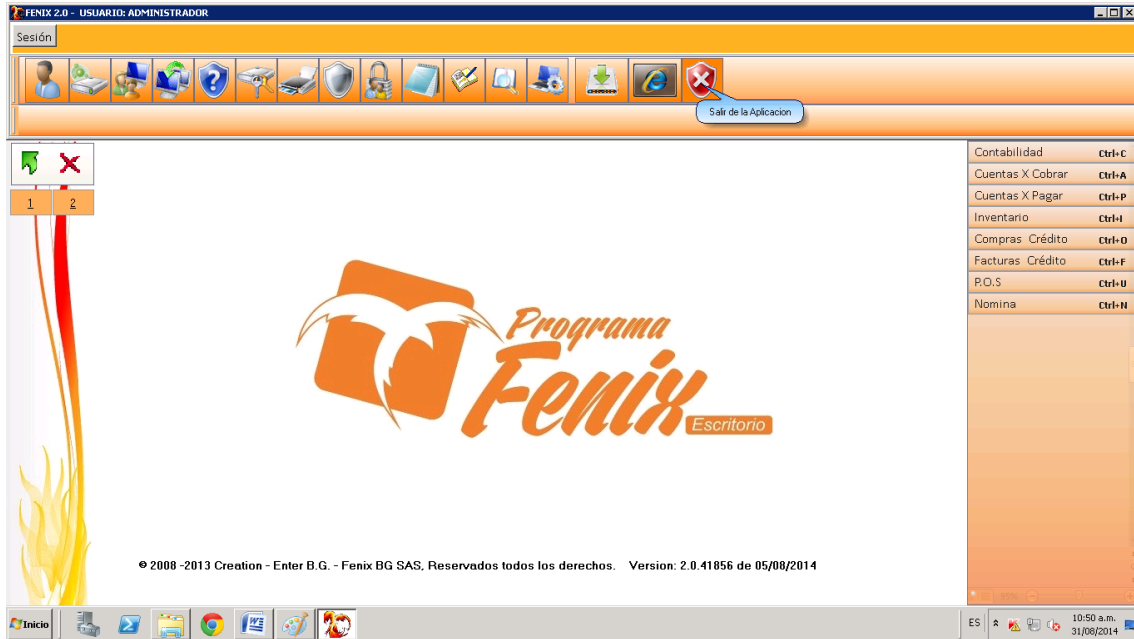 FENIX 2.0 - USUARIO: ADMINISTRADOR
Sesión
Salir de la Aplicacion
1 2
Contabilidad Ctrl+C
Cuentas X Cobrar Ctrl+A
Cuentas X Pagar Ctrl+P
Inventario Ctrl+I
Compras Crédito Ctrl+O
Facturas Crédito Ctrl+F
P.O.S Ctrl+U
Nomina Ctrl+N
Programa
Fenix
Escritorio
© 2008 -2013 Creation - Enter B.G. - Fenix BG SAS, Reservados todos los derechos. Version: 2.0.41856 de 05/08/2014
95%
Inicio
ES
10:50 a.m.
31/08/2014